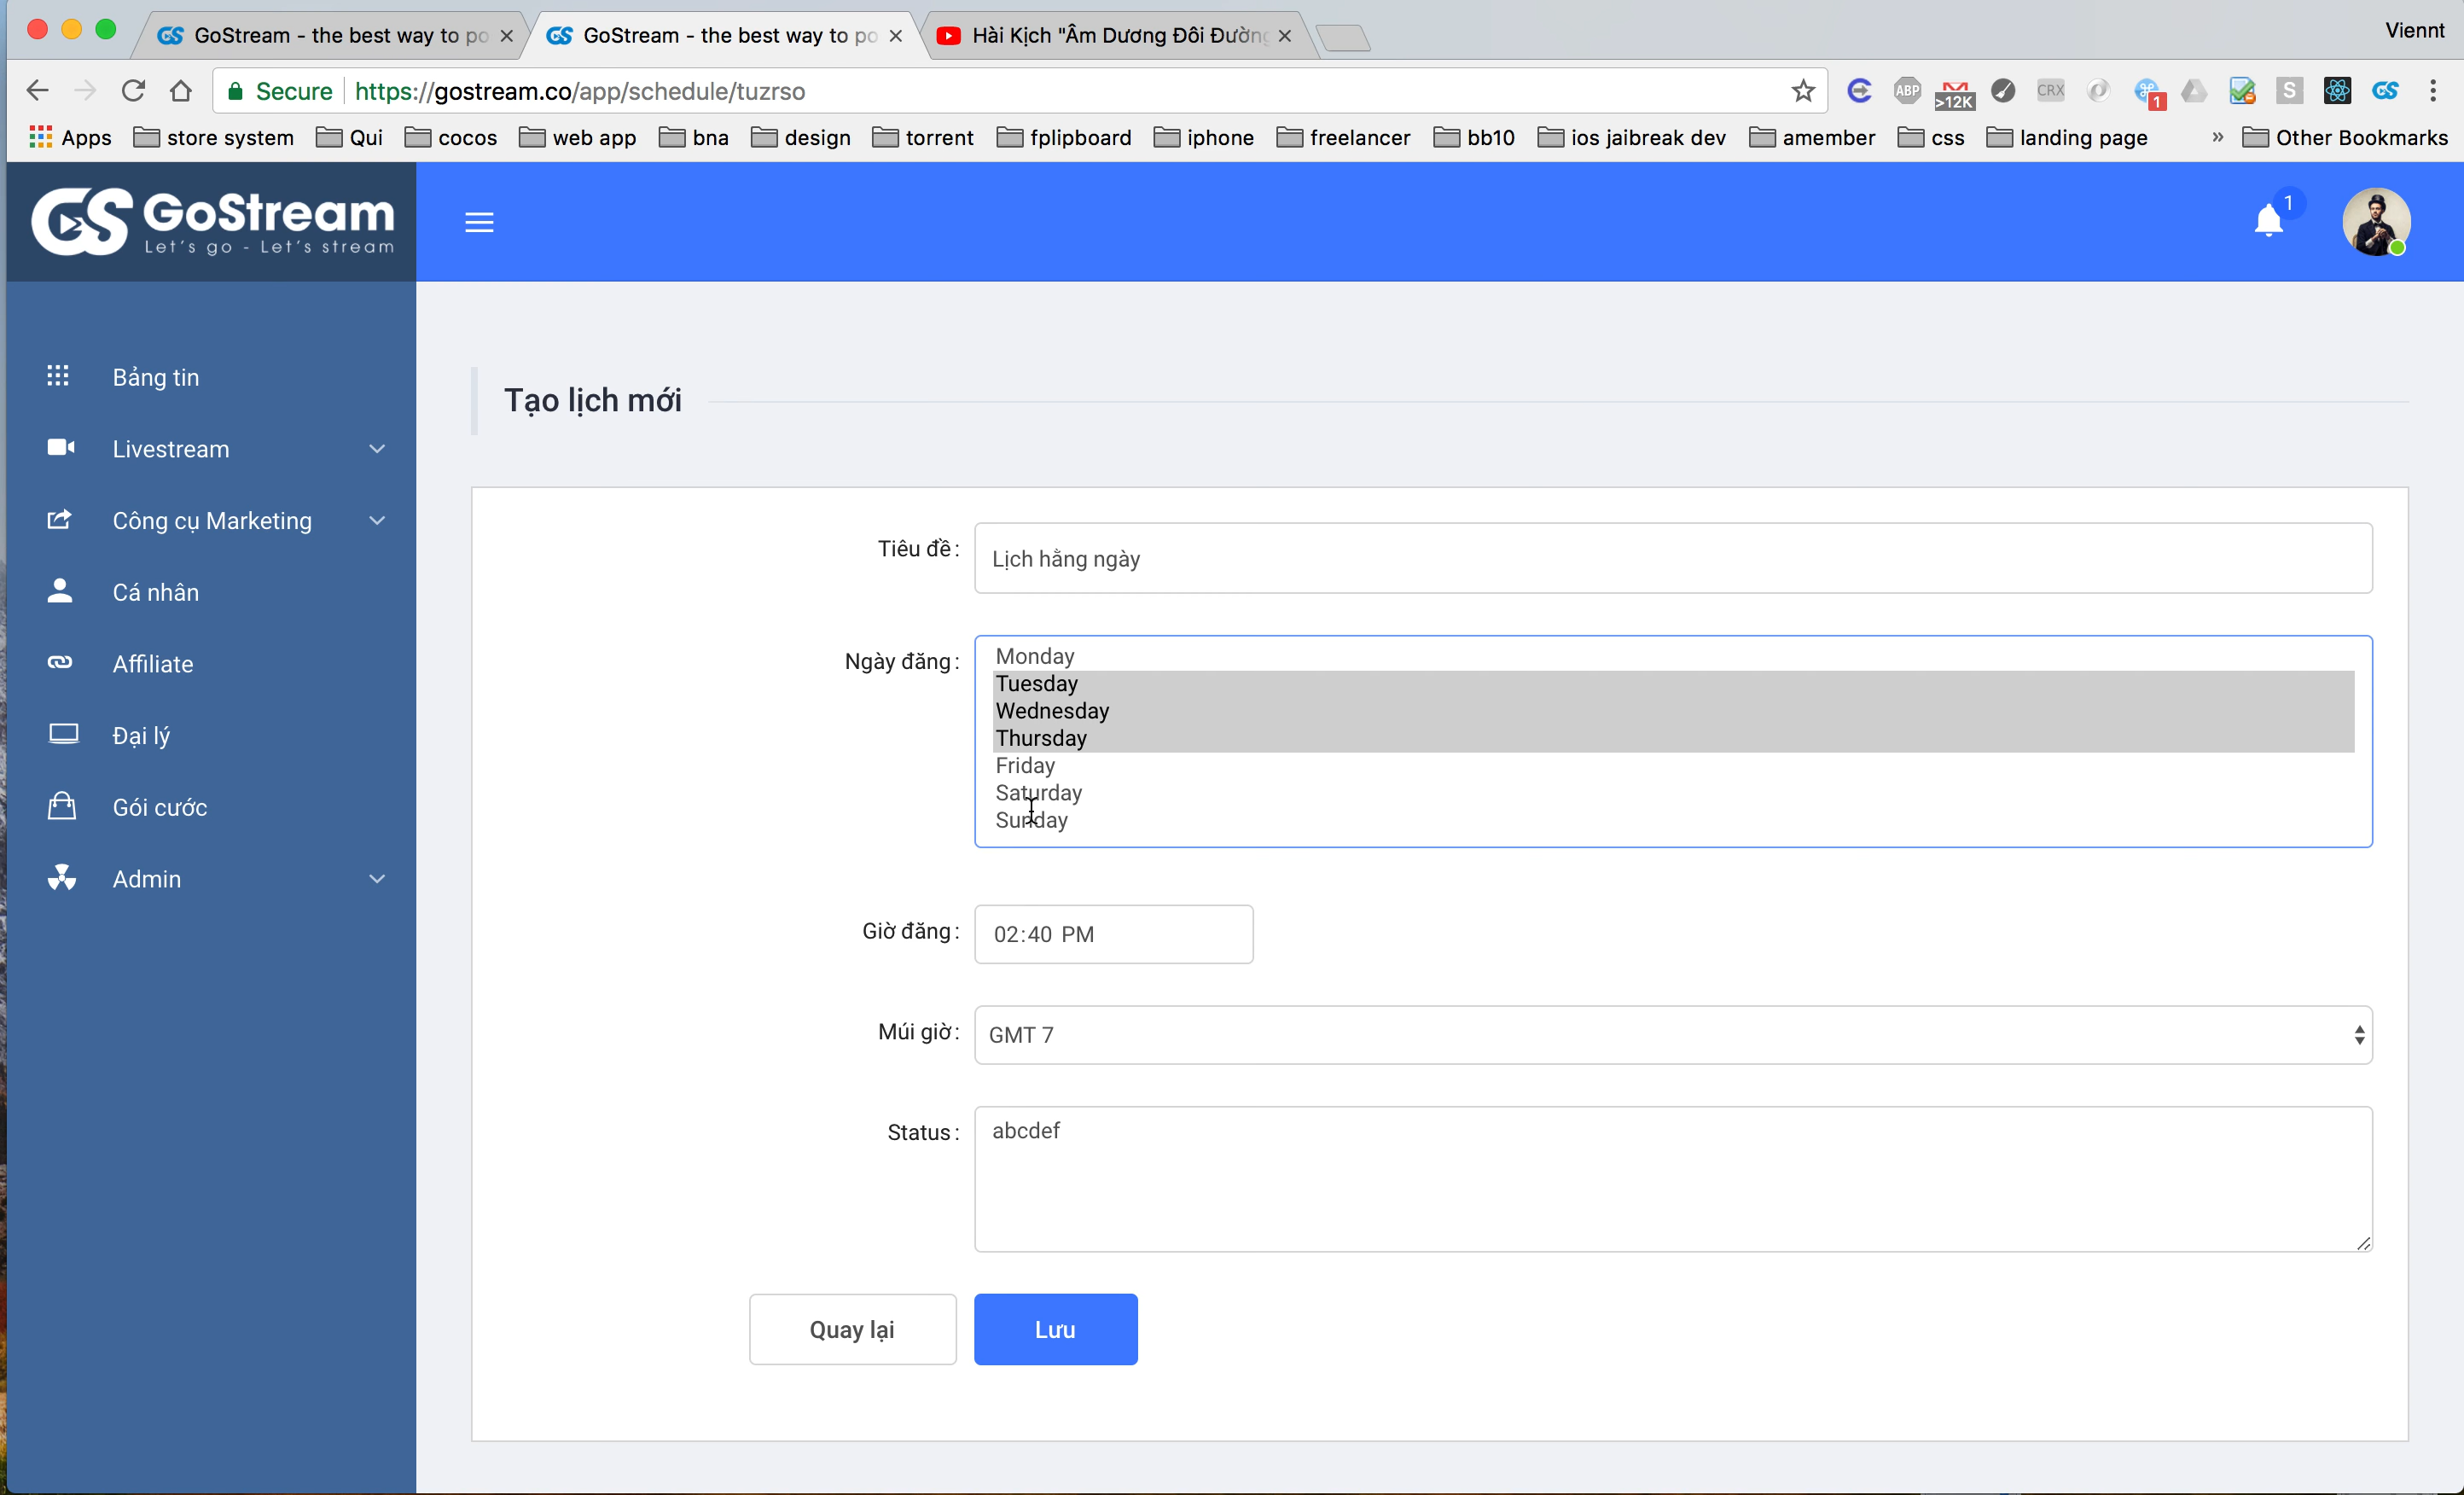 GoStream - the best way to po
GoStream - the best way to po
Hài Kịch "Âm Dương Đôi Đường
Viennt
Secure
https://gostream.co/app/schedule/tuzrso
ABP
>12K
CRX
1
S
Apps
store system
Qui
cocos
web app
bna
design
torrent
fplipboard
iphone
freelancer
bb10
ios jaibreak dev
amember
css
landing page
»
Other Bookmarks
GS GoStream
Let's go - Let's stream
1
Bảng tin
Livestream
Công cụ Marketing
Cá nhân
Affiliate
Đại lý
Gói cước
Admin
Tạo lịch mới
Tiêu đề :
Lịch hằng ngày
Ngày đăng :
Monday
Tuesday
Wednesday
Thursday
Friday
Saturday
Sunday
Giờ đăng :
02:40 PM
Múi giờ :
GMT 7
Status :
abcdef
Quay lại
Lưu